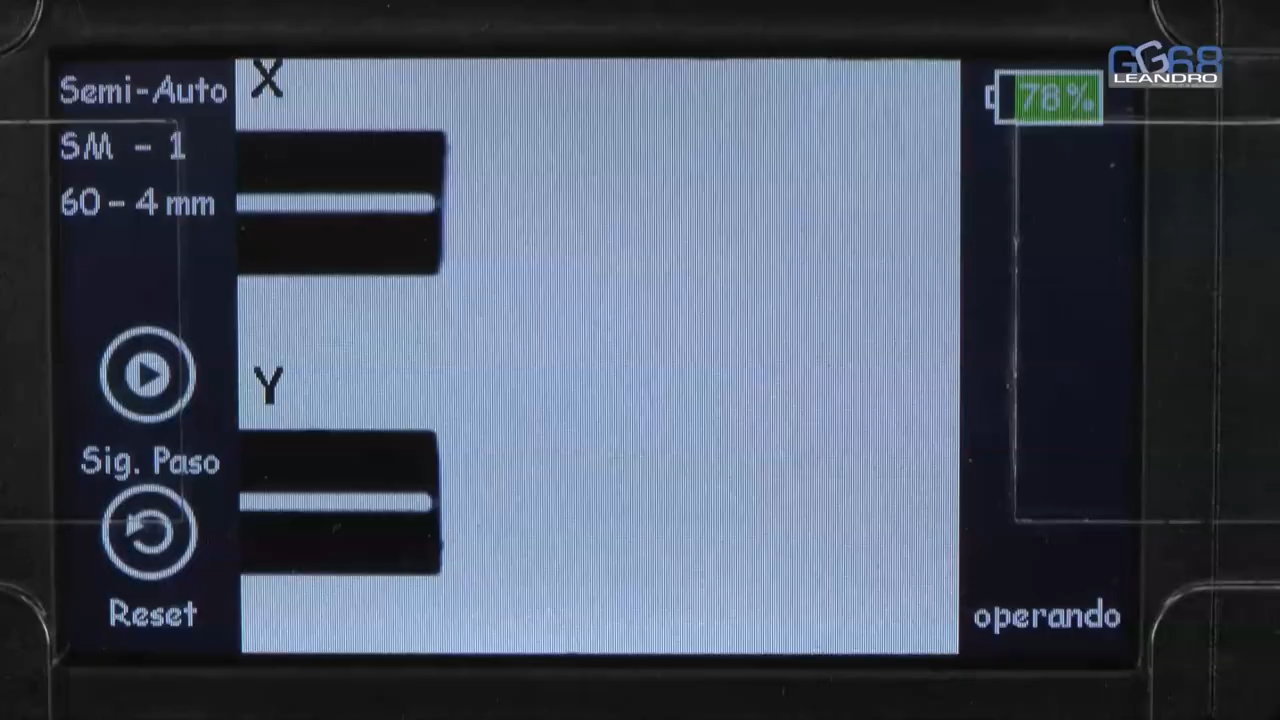 Semi-Auto
SM - 1
60 - 4 mm
Sig. Paso
Reset
X
Y
GG68
LEANDRO
78%
operando